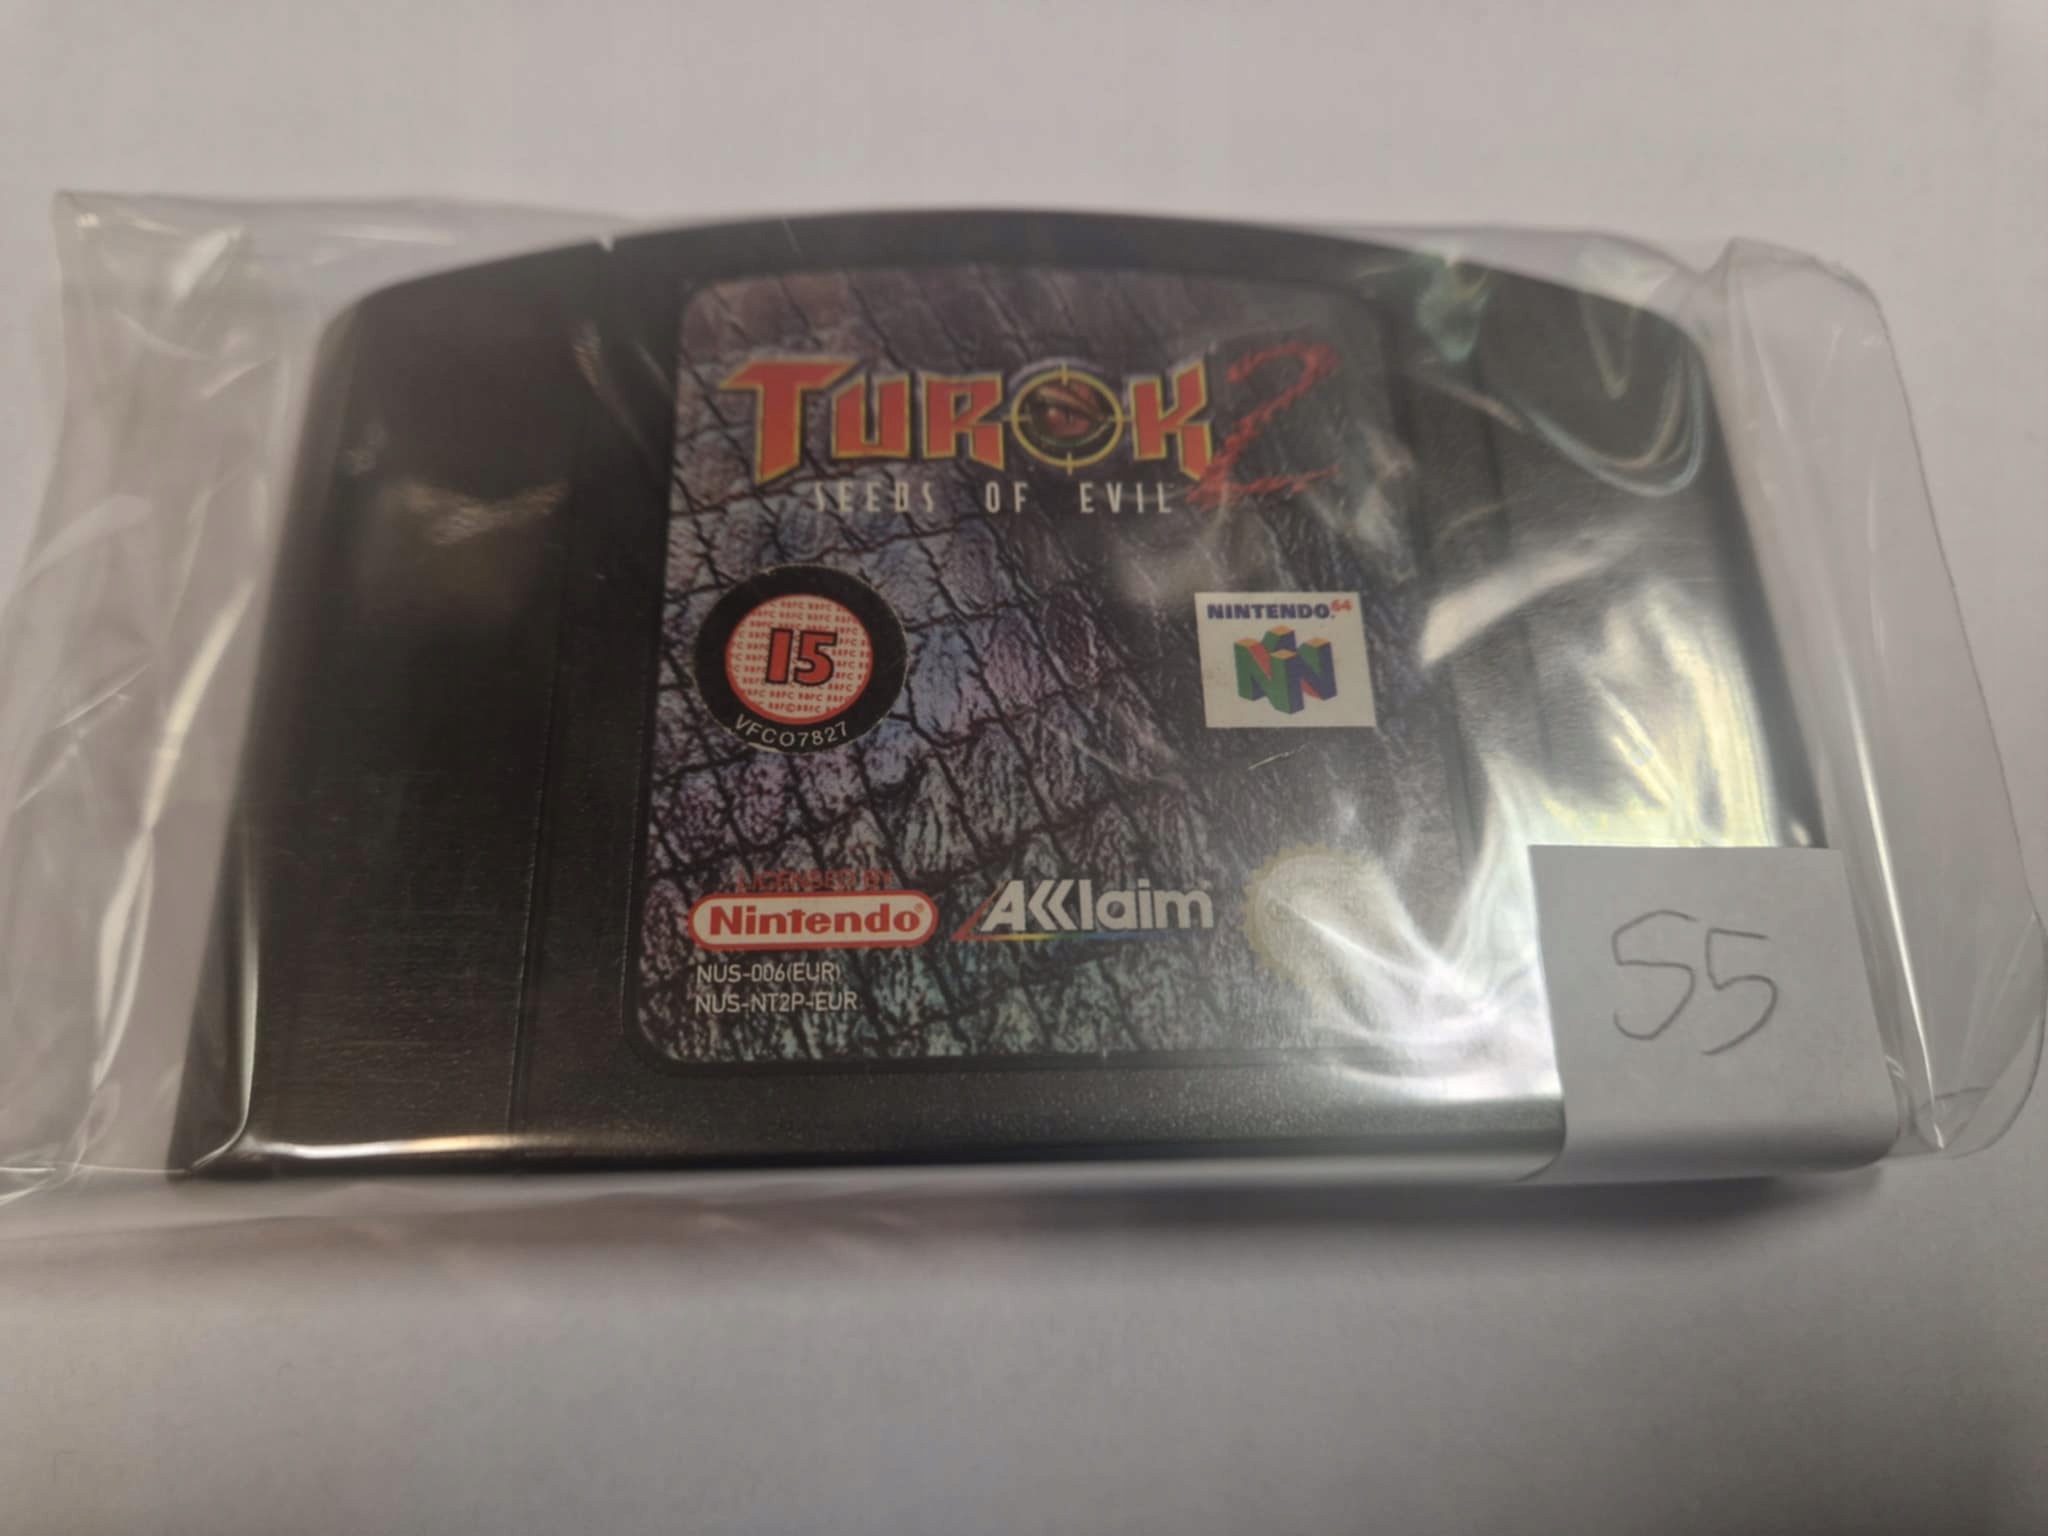 TUROK 2
SEEDS OF EVIL
15
VFC07827
NINTENDO 64
LICENSED BY
Nintendo®
AKKlaim
NUS-006(EUR)
NUS-NT2P-EUR
55